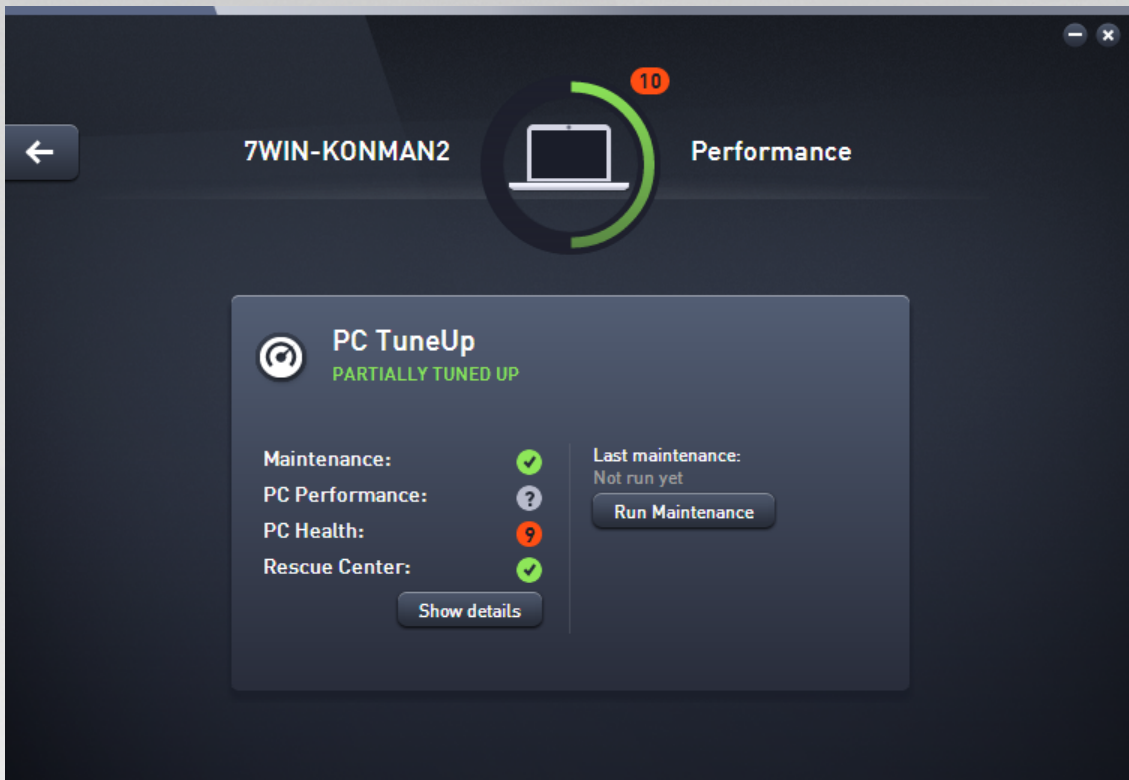 10
7WIN-KONMAN2
Performance
PC TuneUp
PARTIALLY TUNED UP
Maintenance:
PC Performance: ?
PC Health: 9
Rescue Center:
Show details
Last maintenance:
Not run yet
Run Maintenance